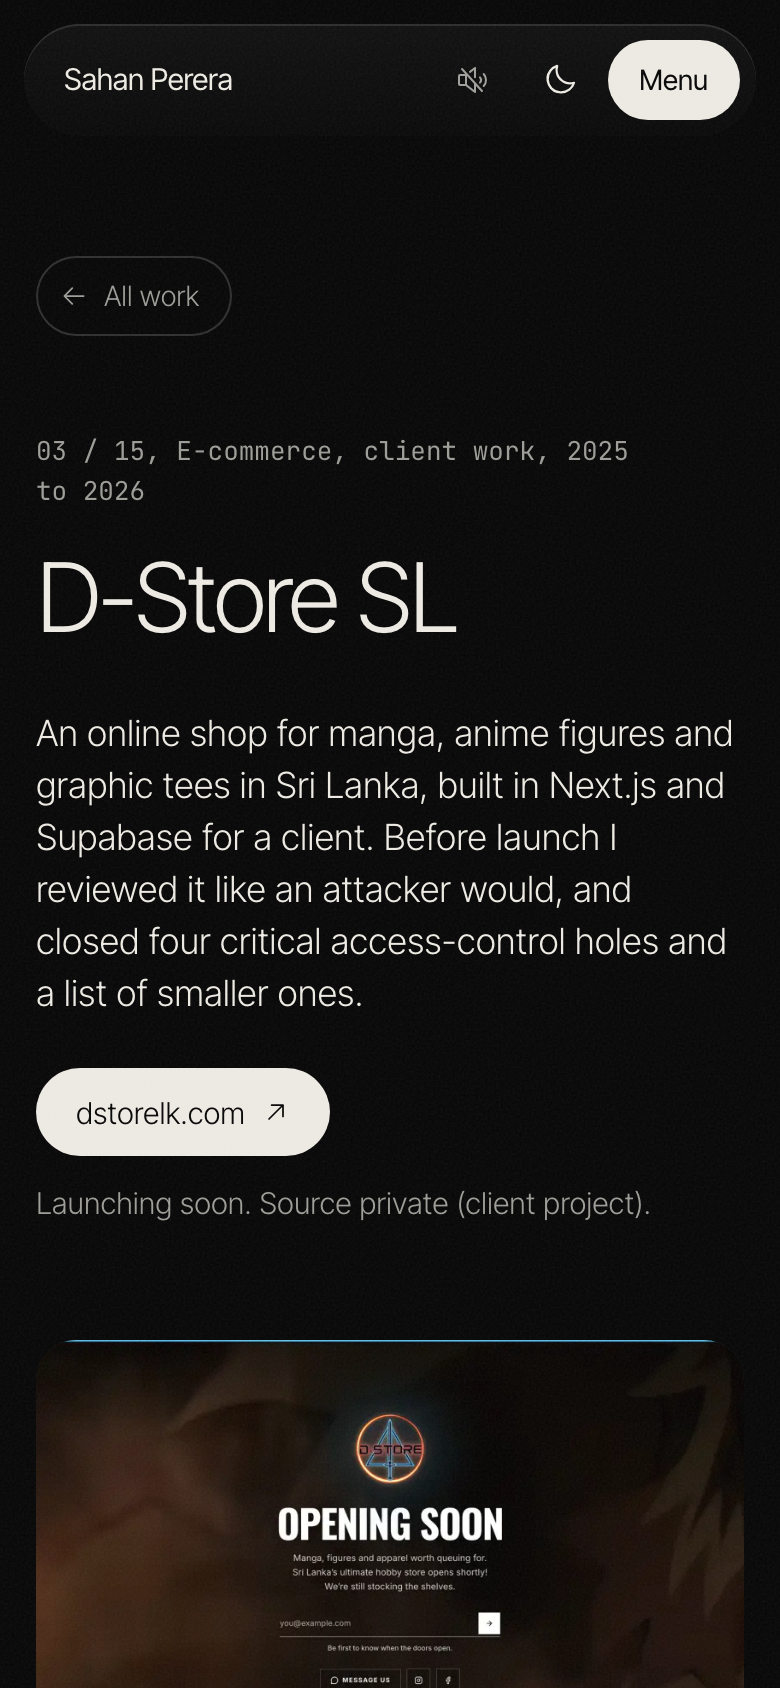 Sahan Perera
Menu
← All work
03 / 15, E-commerce, client work, 2025
to 2026
D-Store SL
An online shop for manga, anime figures and
graphic tees in Sri Lanka, built in Next.js and
Supabase for a client. Before launch I
reviewed it like an attacker would, and
closed four critical access-control holes and
a list of smaller ones.
dstorelk.com ↗
Launching soon. Source private (client project).
D STORE
OPENING SOON
Manga, figures and apparel worth queuing for.
Sri Lanka's ultimate hobby store opens shortly!
We're still stocking the shelves.
you@example.com
Be first to know when the doors open.
MESSAGE US